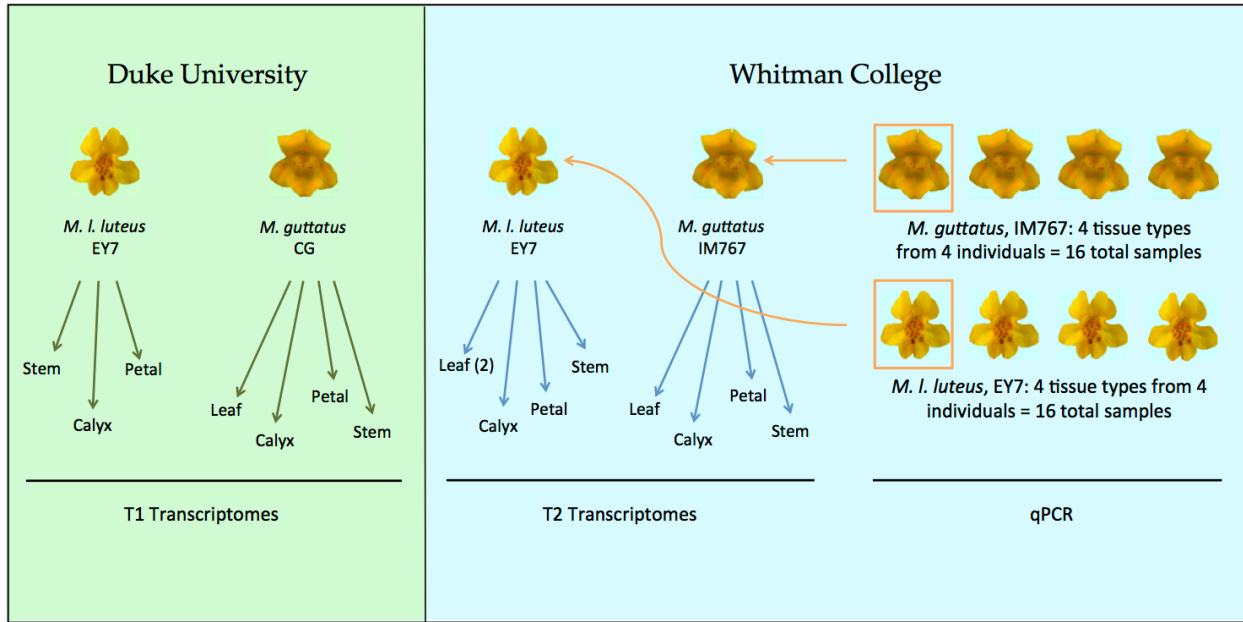 Duke University
M. l. luteus
EY7
M. guttatus
CG
Stem
Calyx
Petal
Leaf
Calyx
Petal
Stem
T1 Transcriptomes
Whitman College
M. l. luteus
EY7
M. guttatus
IM767
Leaf (2)
Calyx
Petal
Stem
Leaf
Calyx
Petal
Stem
T2 Transcriptomes
M. guttatus, IM767: 4 tissue types
from 4 individuals = 16 total samples
M. l. luteus, EY7: 4 tissue types from 4
individuals = 16 total samples
qPCR